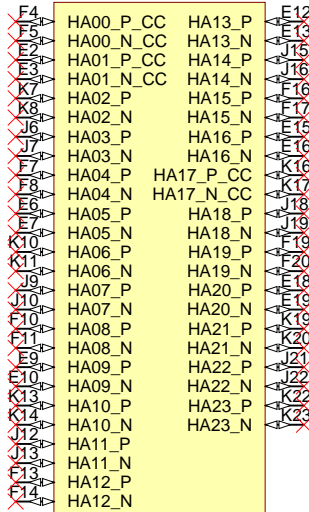 F4 HA00_P_CC HA13_P E12
F5 HA00_N_CC HA13_N E13
E2 HA01_P_CC HA14_P J15
E3 HA01_N_CC HA14_N J16
K7 HA02_P HA15_P F16
K8 HA02_N HA15_N F17
J6 HA03_P HA16_P E15
J7 HA03_N HA16_N E16
F7 HA04_P HA17_P_CC K16
F8 HA04_N HA17_N_CC K17
E6 HA05_P HA18_P J18
E7 HA05_N HA18_N J19
K10 HA06_P HA19_P F19
K11 HA06_N HA19_N F20
J9 HA07_P HA20_P E18
J10 HA07_N HA20_N E19
F10 HA08_P HA21_P K19
F11 HA08_N HA21_N K20
E9 HA09_P HA22_P J21
E10 HA09_N HA22_N J22
K13 HA10_P HA23_P K22
K14 HA10_N HA23_N K23
J12 HA11_P
J13 HA11_N
F13 HA12_P
F14 HA12_N